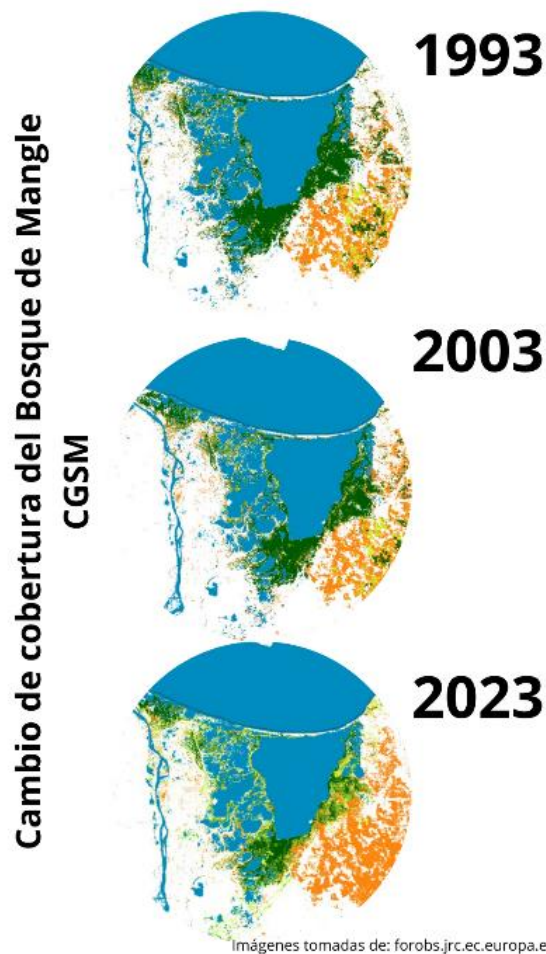 Cambio de cobertura del Bosque de Mangle
CGSM
1993
2003
2023
Imágenes tomadas de: forobs.jrc.ec.europa.e